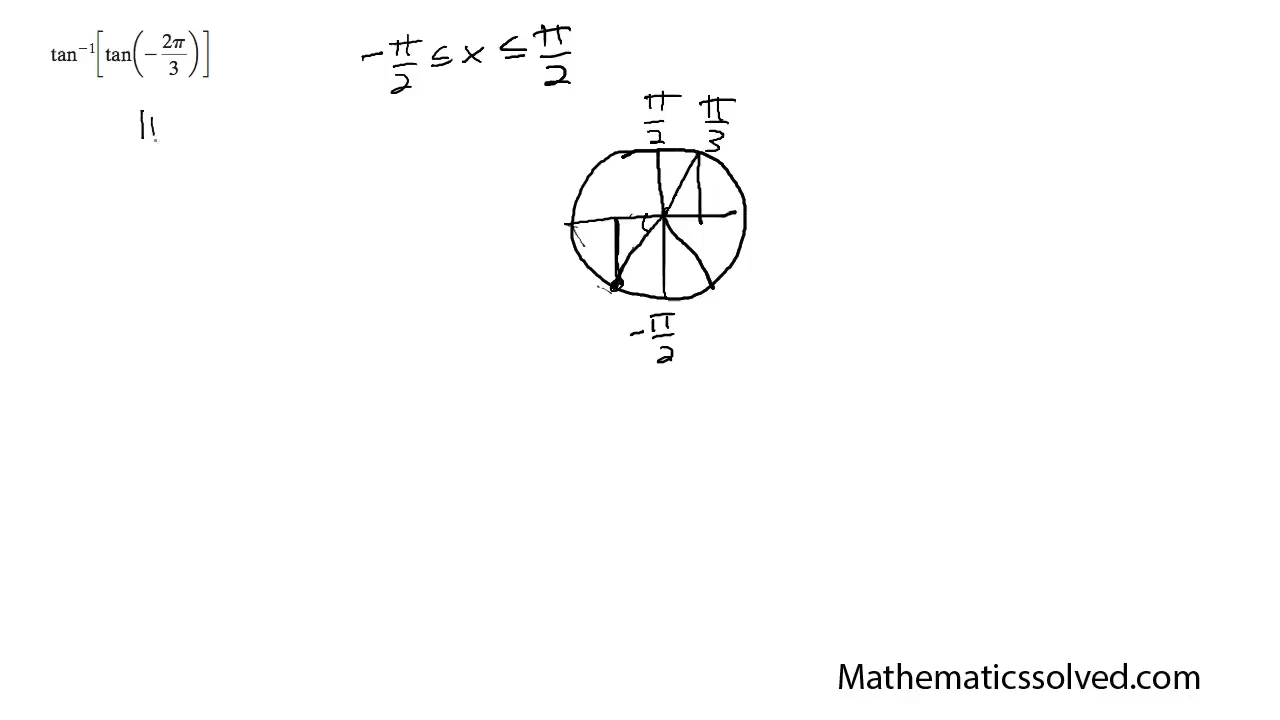 tan⁻¹[tan(−2π/3)]
-π/2 ≤ x ≤ π/2
π/2 π/3
-π/2
Mathematicssolved.com